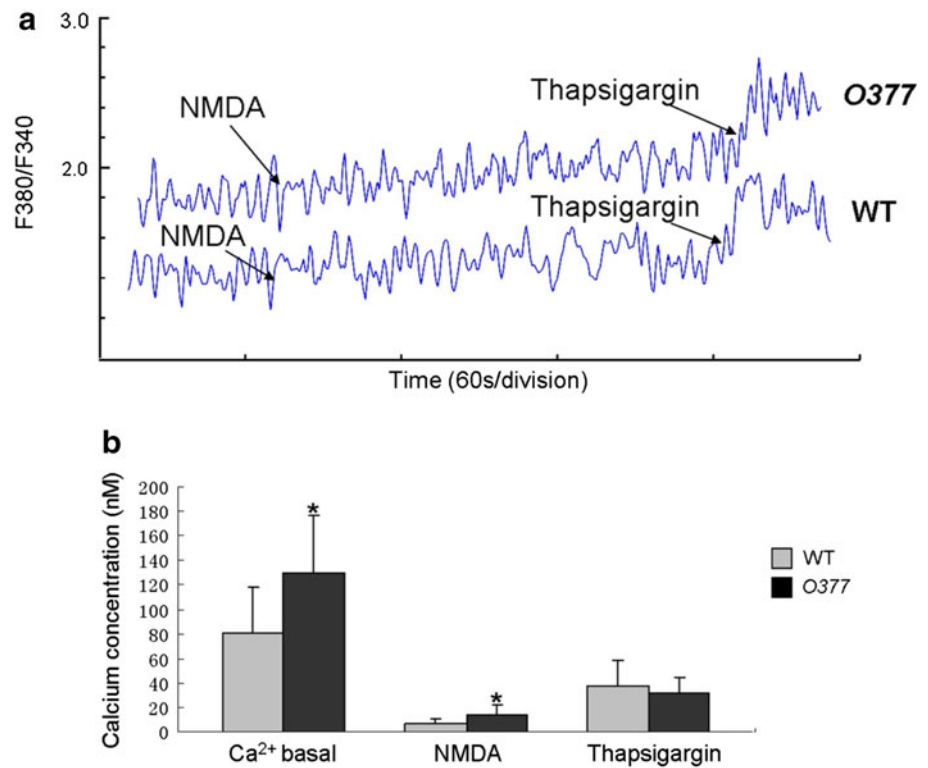 a
3.0
Thapsigargin
O377
NMDA
2.0
F380/F340
Thapsigargin
WT
NMDA
Time (60s/division)
b
Calcium concentration (nM)
200
180
160
140
120
100
80
60
40
20
0
*
*
WT
O377
Ca²⁺ basal
NMDA
Thapsigargin